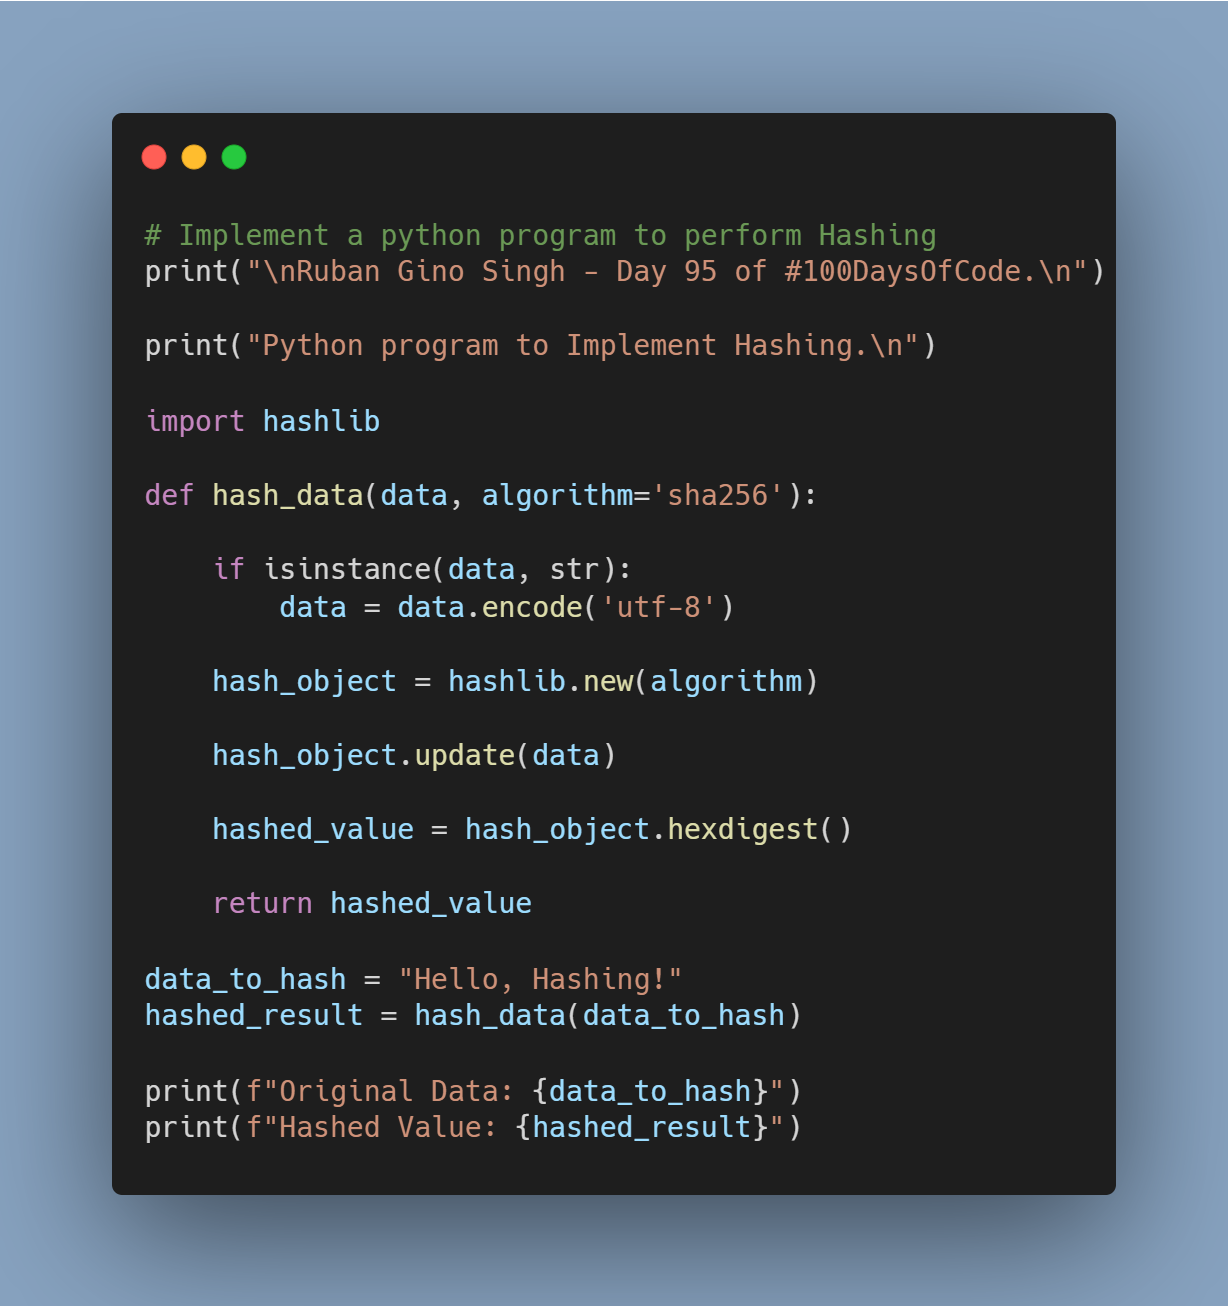 # Implement a python program to perform Hashing
print("\nRuban Gino Singh - Day 95 of #100DaysOfCode.\n")
print("Python program to Implement Hashing.\n")
import hashlib
def hash_data(data, algorithm='sha256'):
    if isinstance(data, str):
        data = data.encode('utf-8')
    hash_object = hashlib.new(algorithm)
    hash_object.update(data)
    hashed_value = hash_object.hexdigest()
    return hashed_value
data_to_hash = "Hello, Hashing!"
hashed_result = hash_data(data_to_hash)
print(f"Original Data: {data_to_hash}")
print(f"Hashed Value: {hashed_result}")